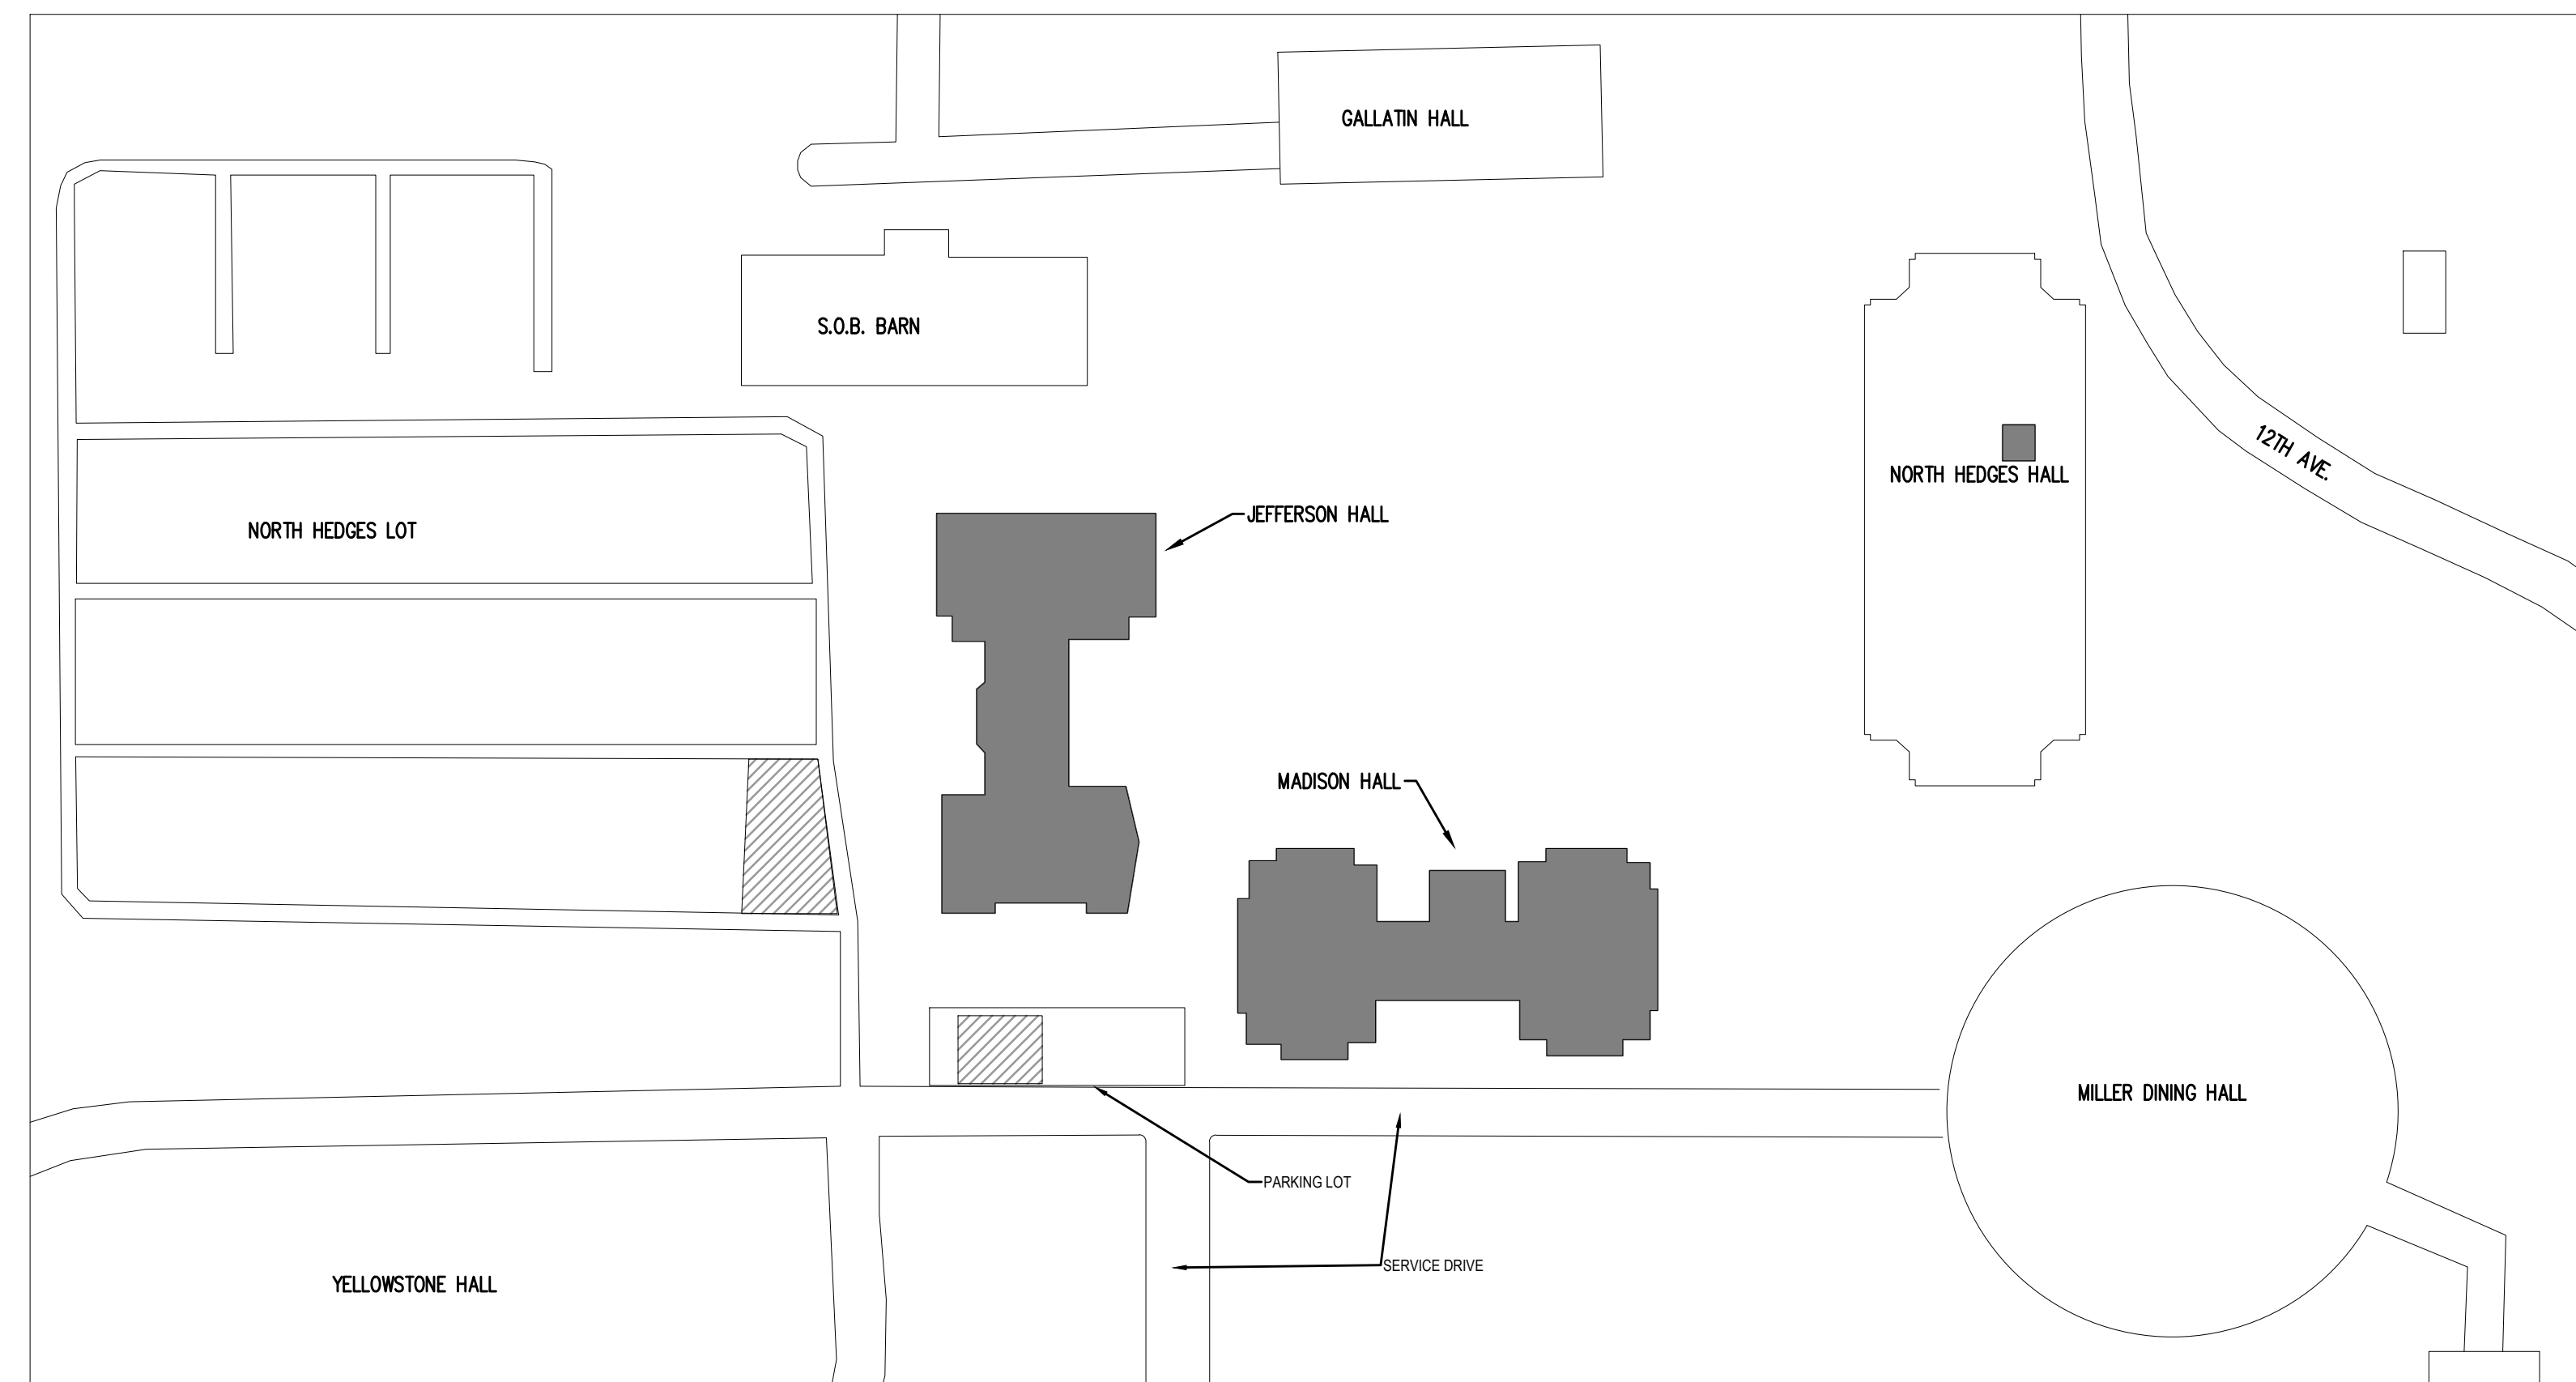 GALLATIN HALL
S.O.B. BARN
12TH AVE.
NORTH HEDGES HALL
JEFFERSON HALL
NORTH HEDGES LOT
MADISON HALL
MILLER DINING HALL
PARKING LOT
SERVICE DRIVE
YELLOWSTONE HALL